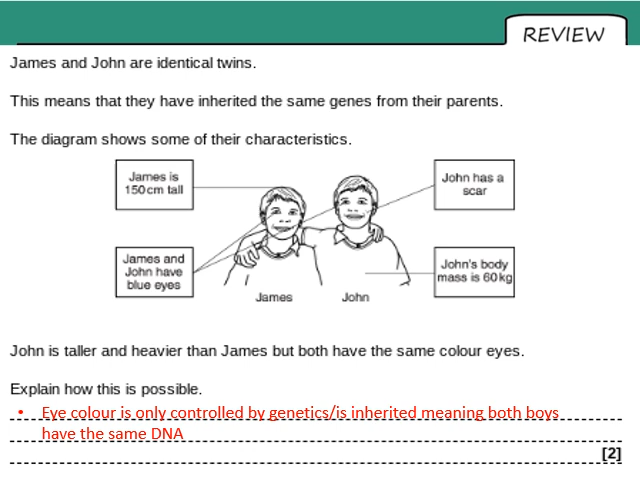 REVIEW
James and John are identical twins.
This means that they have inherited the same genes from their parents.
The diagram shows some of their characteristics.
James is
150 cm tall
John has a
scar
James and
John have
blue eyes
John's body
mass is 60 kg
James
John
John is taller and heavier than James but both have the same colour eyes.
Explain how this is possible.
• Eye colour is only controlled by genetics/is inherited meaning both boys
have the same DNA
[2]